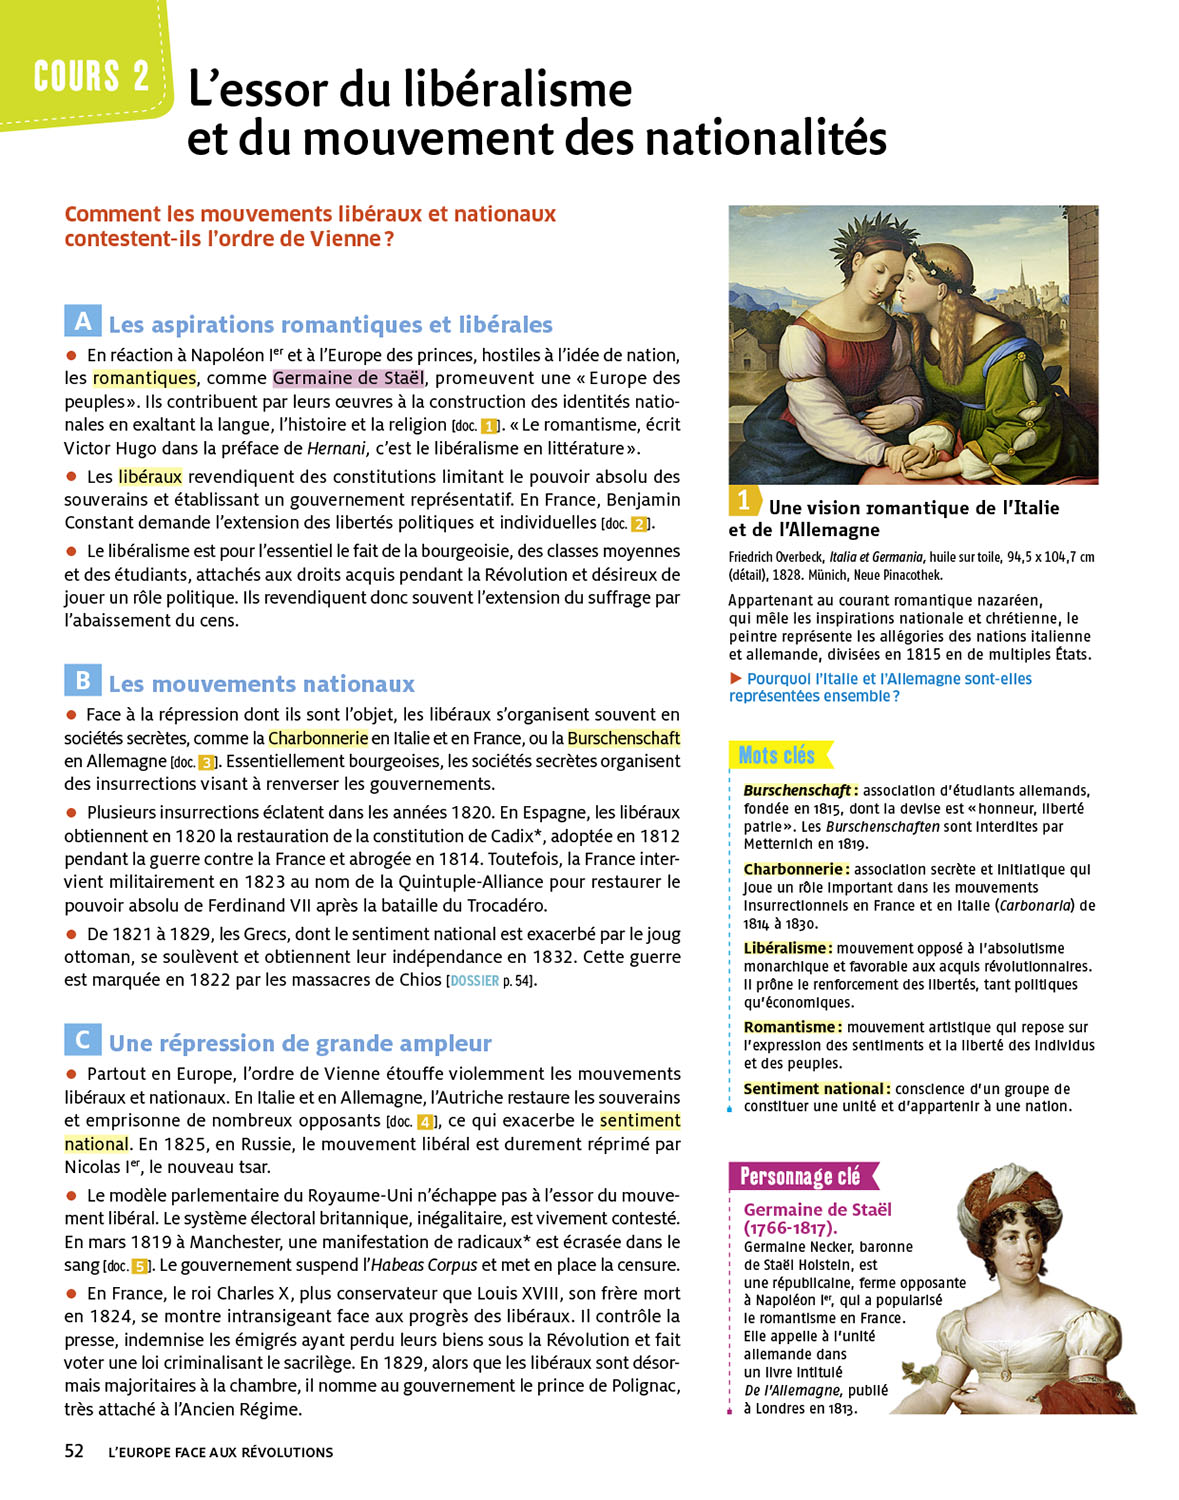 COURS 2
L’essor du libéralisme
et du mouvement des nationalités
Comment les mouvements libéraux et nationaux
contestent-ils l’ordre de Vienne ?
A Les aspirations romantiques et libérales
• En réaction à Napoléon Ier et à l’Europe des princes, hostiles à l’idée de nation,
les romantiques, comme Germaine de Staël, promeuvent une « Europe des
peuples ». Ils contribuent par leurs œuvres à la construction des identités natio-
nales en exaltant la langue, l’histoire et la religion [doc. 1]. « Le romantisme, écrit
Victor Hugo dans la préface de Hernani, c’est le libéralisme en littérature ».
• Les libéraux revendiquent des constitutions limitant le pouvoir absolu des
souverains et établissant un gouvernement représentatif. En France, Benjamin
Constant demande l’extension des libertés politiques et individuelles [doc. 2].
• Le libéralisme est pour l’essentiel le fait de la bourgeoisie, des classes moyennes
et des étudiants, attachés aux droits acquis pendant la Révolution et désireux de
jouer un rôle politique. Ils revendiquent donc souvent l’extension du suffrage par
l’abaissement du cens.
B Les mouvements nationaux
• Face à la répression dont ils sont l’objet, les libéraux s’organisent souvent en
sociétés secrètes, comme la Charbonnerie en Italie et en France, ou la Burschenschaft
en Allemagne [doc. 3]. Essentiellement bourgeoises, les sociétés secrètes organisent
des insurrections visant à renverser les gouvernements.
• Plusieurs insurrections éclatent dans les années 1820. En Espagne, les libéraux
obtiennent en 1820 la restauration de la constitution de Cadix*, adoptée en 1812
pendant la guerre contre la France et abrogée en 1814. Toutefois, la France inter-
vient militairement en 1823 au nom de la Quintuple-Alliance pour restaurer le
pouvoir absolu de Ferdinand VII après la bataille du Trocadéro.
• De 1821 à 1829, les Grecs, dont le sentiment national est exacerbé par le joug
ottoman, se soulèvent et obtiennent leur indépendance en 1832. Cette guerre
est marquée en 1822 par les massacres de Chios [DOSSIER p. 54].
C Une répression de grande ampleur
• Partout en Europe, l’ordre de Vienne étouffe violemment les mouvements
libéraux et nationaux. En Italie et en Allemagne, l’Autriche restaure les souverains
et emprisonne de nombreux opposants [doc. 4], ce qui exacerbe le sentiment
national. En 1825, en Russie, le mouvement libéral est durement réprimé par
Nicolas Ier, le nouveau tsar.
• Le modèle parlementaire du Royaume-Uni n’échappe pas à l’essor du mouve-
ment libéral. Le système électoral britannique, inégalitaire, est vivement contesté.
En mars 1819 à Manchester, une manifestation de radicaux* est écrasée dans le
sang [doc. 5]. Le gouvernement suspend l’Habeas Corpus et met en place la censure.
• En France, le roi Charles X, plus conservateur que Louis XVIII, son frère mort
en 1824, se montre intransigeant face aux progrès des libéraux. Il contrôle la
presse, indemnise les émigrés ayant perdu leurs biens sous la Révolution et fait
voter une loi criminalisant le sacrilège. En 1829, alors que les libéraux sont désor-
mais majoritaires à la chambre, il nomme au gouvernement le prince de Polignac,
très attaché à l’Ancien Régime.
1 Une vision romantique de l’Italie
et de l’Allemagne
Friedrich Overbeck, Italia et Germania, huile sur toile, 94,5 x 104,7 cm
(détail), 1828. Münich, Neue Pinacothek.
Appartenant au courant romantique nazaréen,
qui mêle les inspirations nationale et chrétienne, le
peintre représente les allégories des nations italienne
et allemande, divisées en 1815 en de multiples États.
▶ Pourquoi l’Italie et l’Allemagne sont-elles
représentées ensemble ?
Mots clés
Burschenschaft : association d’étudiants allemands,
fondée en 1815, dont la devise est « honneur, liberté
patrie ». Les Burschenschaften sont interdites par
Metternich en 1819.
Charbonnerie : association secrète et initiatique qui
joue un rôle important dans les mouvements
insurrectionnels en France et en Italie (Carbonaria) de
1814 à 1830.
Libéralisme : mouvement opposé à l’absolutisme
monarchique et favorable aux acquis révolutionnaires.
Il prône le renforcement des libertés, tant politiques
qu’économiques.
Romantisme : mouvement artistique qui repose sur
l’expression des sentiments et la liberté des individus
et des peuples.
Sentiment national : conscience d’un groupe de
constituer une unité et d’appartenir à une nation.
Personnage clé
Germaine de Staël
(1766-1817).
Germaine Necker, baronne
de Staël Holstein, est
une républicaine, ferme opposante
à Napoléon Ier, qui a popularisé
le romantisme en France.
Elle appelle à l’unité
allemande dans
un livre intitulé
De l’Allemagne, publié
à Londres en 1813.
52 L’EUROPE FACE AUX RÉVOLUTIONS